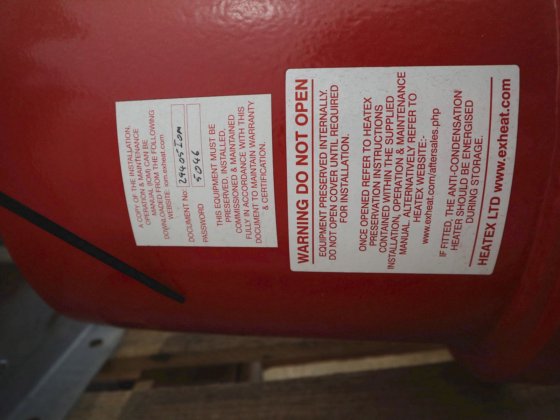 A COPY OF THE INSTALLATION,
OPERATION & MAINTENANCE
MANUAL (IOM) CAN BE
DOWNLOADED FROM THE FOLLOWING
WEBSITE: iom.exheat.com
DOCUMENT No: 29405IOM
PASSWORD 5046
THIS EQUIPMENT MUST BE
PRESERVED, INSTALLED,
COMMISSIONED & MAINTAINED
FULLY IN ACCORDANCE WITH THIS
DOCUMENT TO MAINTAIN WARRANTY
& CERTIFICATION.
WARNING DO NOT OPEN
EQUIPMENT PRESERVED INTERNALLY.
DO NOT OPEN COVER UNTIL REQUIRED
FOR INSTALLATION.
ONCE OPENED REFER TO HEATEX
PRESERVATION INSTRUCTIONS
CONTAINED WITHIN THE SUPPLIED
INSTALLATION, OPERATION & MAINTENANCE
MANUAL. ALTERNATIVELY REFER TO
HEATEX WEBSITE:-
www.exheat.com/aftersales.php
IF FITTED, THE ANTI-CONDENSATION
HEATER SHOULD BE ENERGISED
DURING STORAGE.
HEATEX LTD www.exheat.com